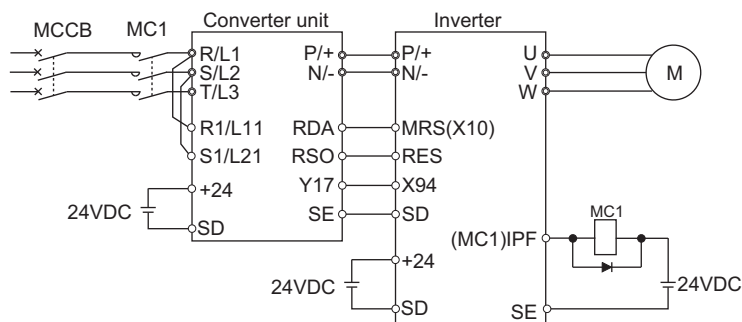 MCCB MC1 Converter unit Inverter
R/L1 P/+ P/+ U
S/L2 N/- N/- V M
T/L3 W
R1/L11 RDA MRS(X10)
S1/L21 RSO RES
+24 Y17 X94
24VDC MC1
SD SE SD
(MC1)IPF
+24
24VDC 24VDC
SD SE